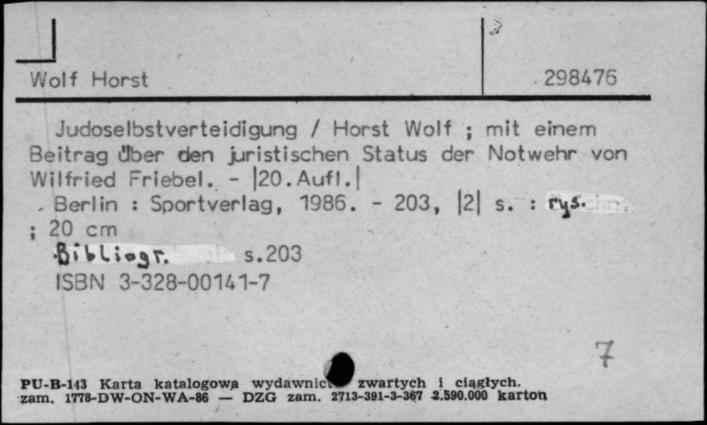 Wolf Horst 298476
Judoselbstverteidigung / Horst Wolf ; mit einem
Beitrag über den juristischen Status der Notwehr von
Wilfried Friebel. - |20.Aufl.|
. Berlin : Sportverlag, 1986. - 203, |2| s. : rys.
; 20 cm
Bibliogr. s.203
ISBN 3-328-00141-7
7
PU-B-143 Karta katalogowa zwartych i ciągłych.
zam. 1778-DW-ON-WA-86 — DZG zam. 2713-391-3-367 2.590.000 karton